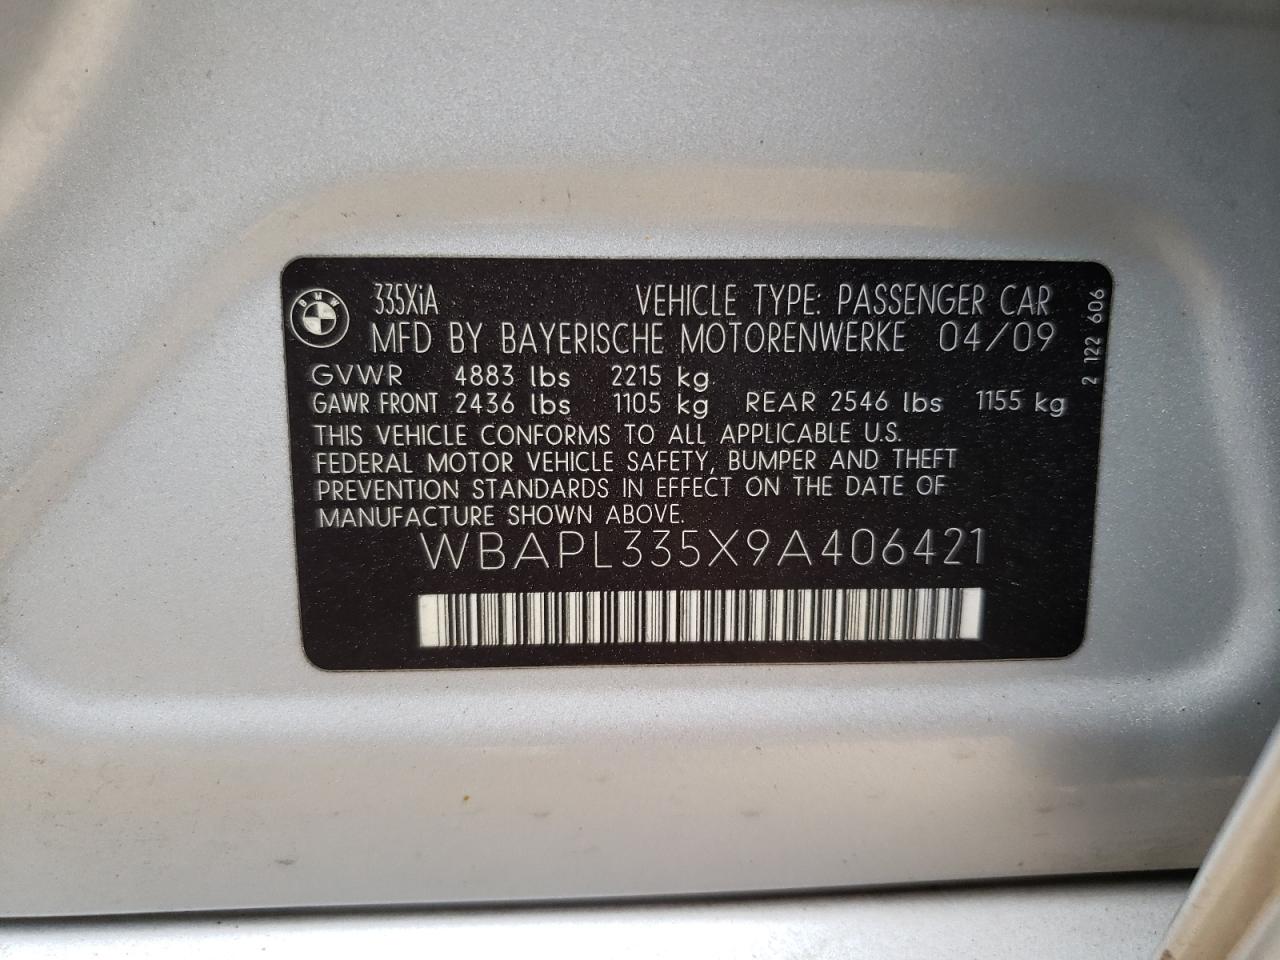 BMW
335XiA VEHICLE TYPE: PASSENGER CAR
MFD BY BAYERISCHE MOTORENWERKE 04/09
GVWR 4883 lbs 2215 kg
GAWR FRONT 2436 lbs 1105 kg REAR 2546 lbs 1155 kg
THIS VEHICLE CONFORMS TO ALL APPLICABLE U.S.
FEDERAL MOTOR VEHICLE SAFETY, BUMPER AND THEFT
PREVENTION STANDARDS IN EFFECT ON THE DATE OF
MANUFACTURE SHOWN ABOVE.
WBAPL335X9A406421
2 122 606